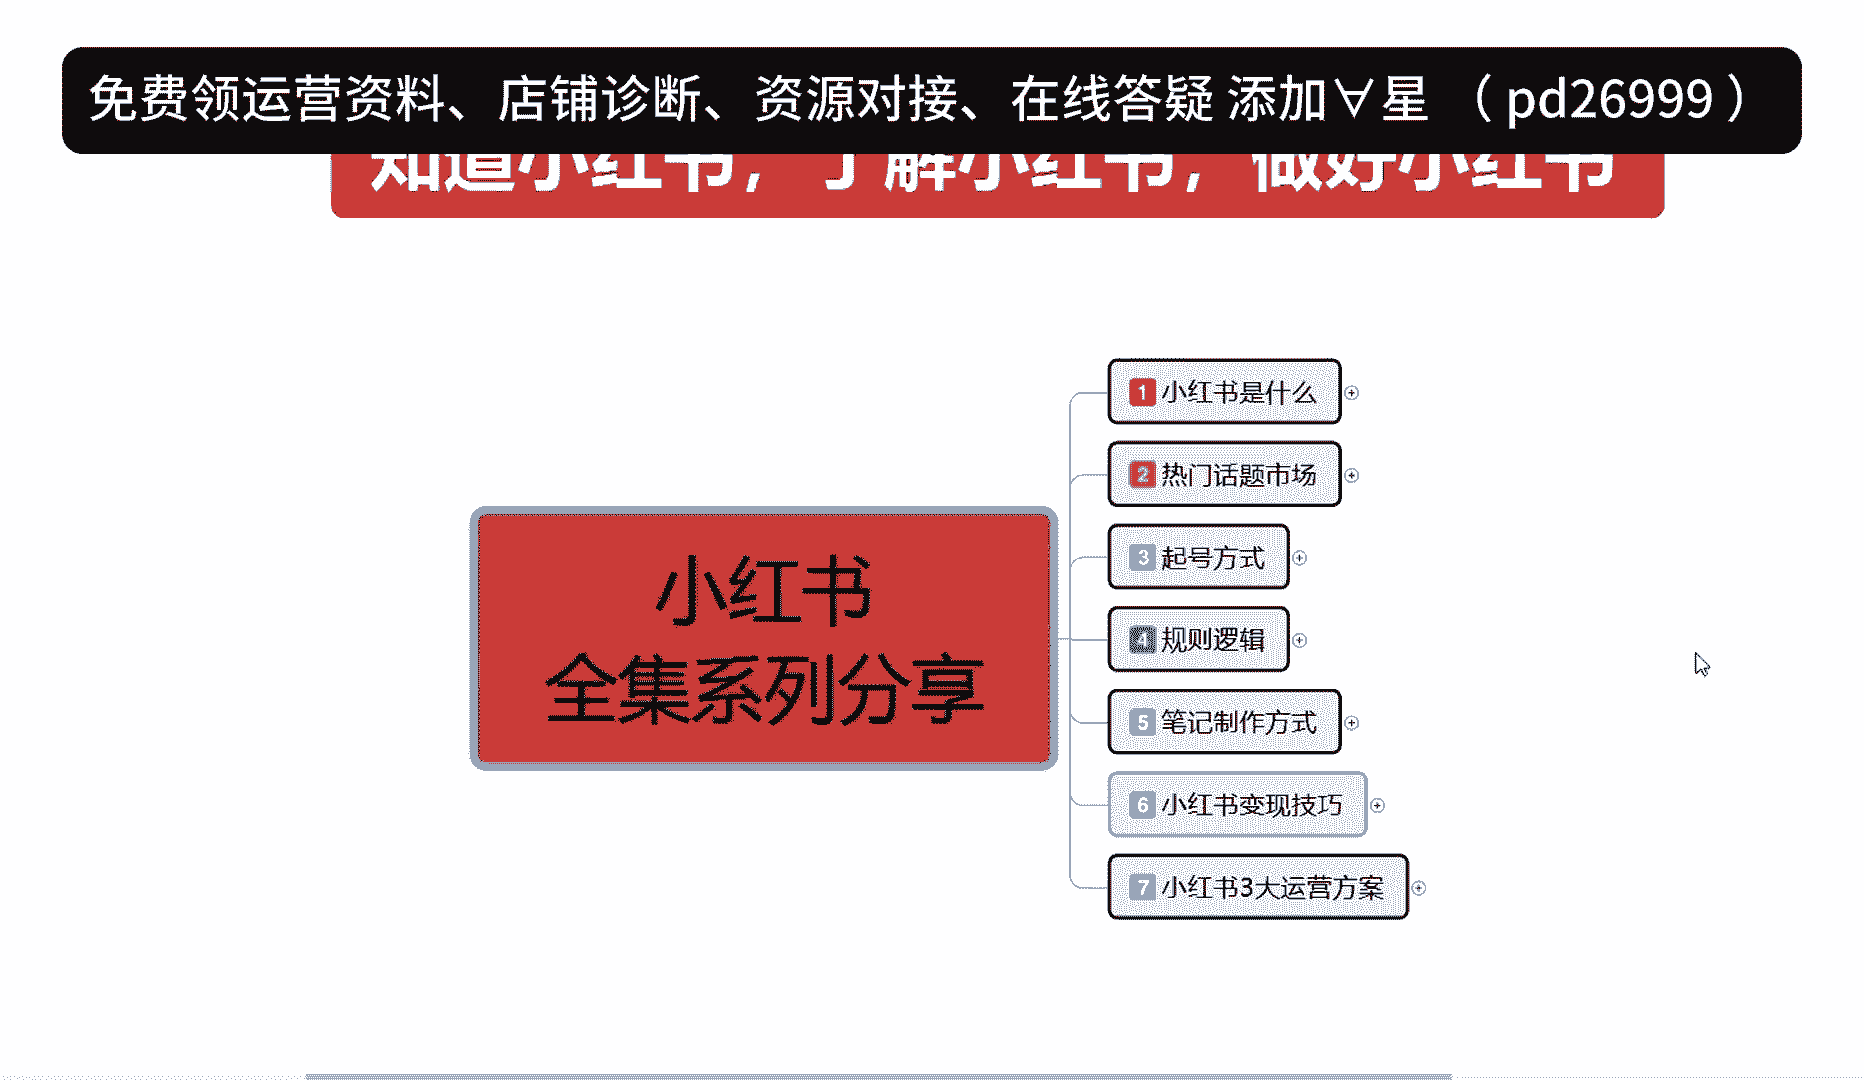 免费领运营资料、店铺诊断、资源对接、在线答疑 添加∀星 （pd26999）
知道小红书，了解小红书，做好小红书
小红书
全集系列分享
1 小红书是什么
2 热门话题市场
3 起号方式
4 规则逻辑
5 笔记制作方式
6 小红书变现技巧
7 小红书3大运营方案